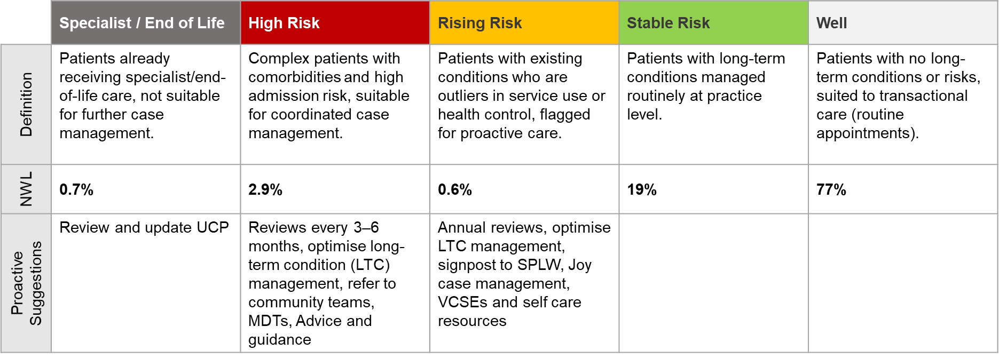 Specialist / End of Life
High Risk
Rising Risk
Stable Risk
Well
Definition
Patients already
receiving specialist/end-
of-life care, not suitable
for further case
management.
Complex patients with
comorbidities and high
admission risk, suitable
for coordinated case
management.
Patients with existing
conditions who are
outliers in service use or
health control, flagged
for proactive care.
Patients with long-term
conditions managed
routinely at practice
level.
Patients with no long-
term conditions or risks,
suited to transactional
care (routine
appointments).
NWL
0.7%
2.9%
0.6%
19%
77%
Proactive
Suggestions
Review and update UCP
Reviews every 3–6
months, optimise long-
term condition (LTC)
management, refer to
community teams,
MDTs, Advice and
guidance
Annual reviews, optimise
LTC management,
signpost to SPLW, Joy
case management,
VCSEs and self care
resources